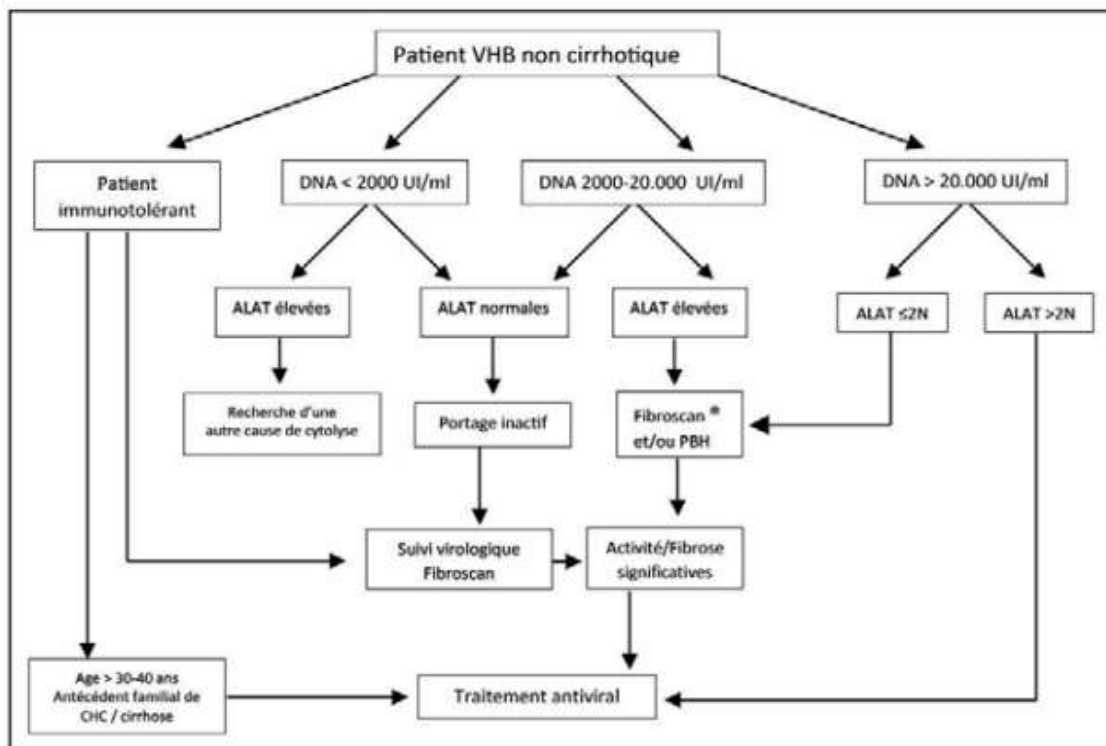 Patient VHB non cirrhotique
Patient
immunotolérant
DNA < 2000 UI/ml
DNA 2000-20.000 UI/ml
DNA > 20.000 UI/ml
ALAT élevées
ALAT normales
ALAT élevées
ALAT ≤2N
ALAT >2N
Recherche d'une
autre cause de cytolyse
Portage inactif
Fibroscan ®
et/ou PBH
Suivi virologique
Fibroscan
Activité/Fibrose
significatives
Age > 30-40 ans
Antécédent familial de
CHC / cirrhose
Traitement antiviral